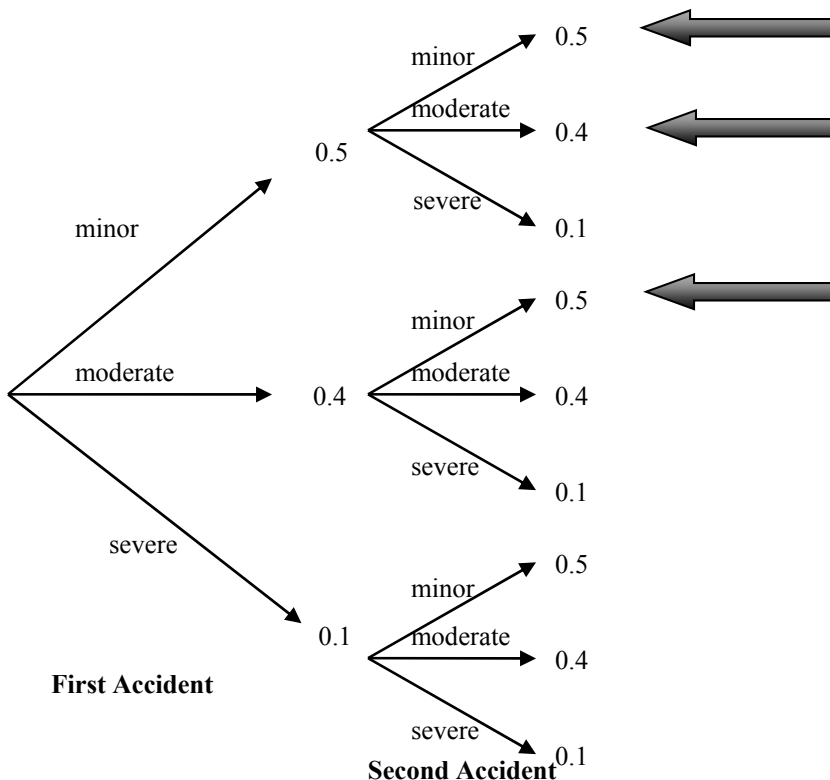 0.5
minor
moderate
0.4
0.5
severe
minor
0.1
0.5
minor
moderate
moderate
0.4
0.4
severe
0.1
severe
0.5
minor
0.1
moderate
0.4
First Accident
severe
0.1
Second Accident